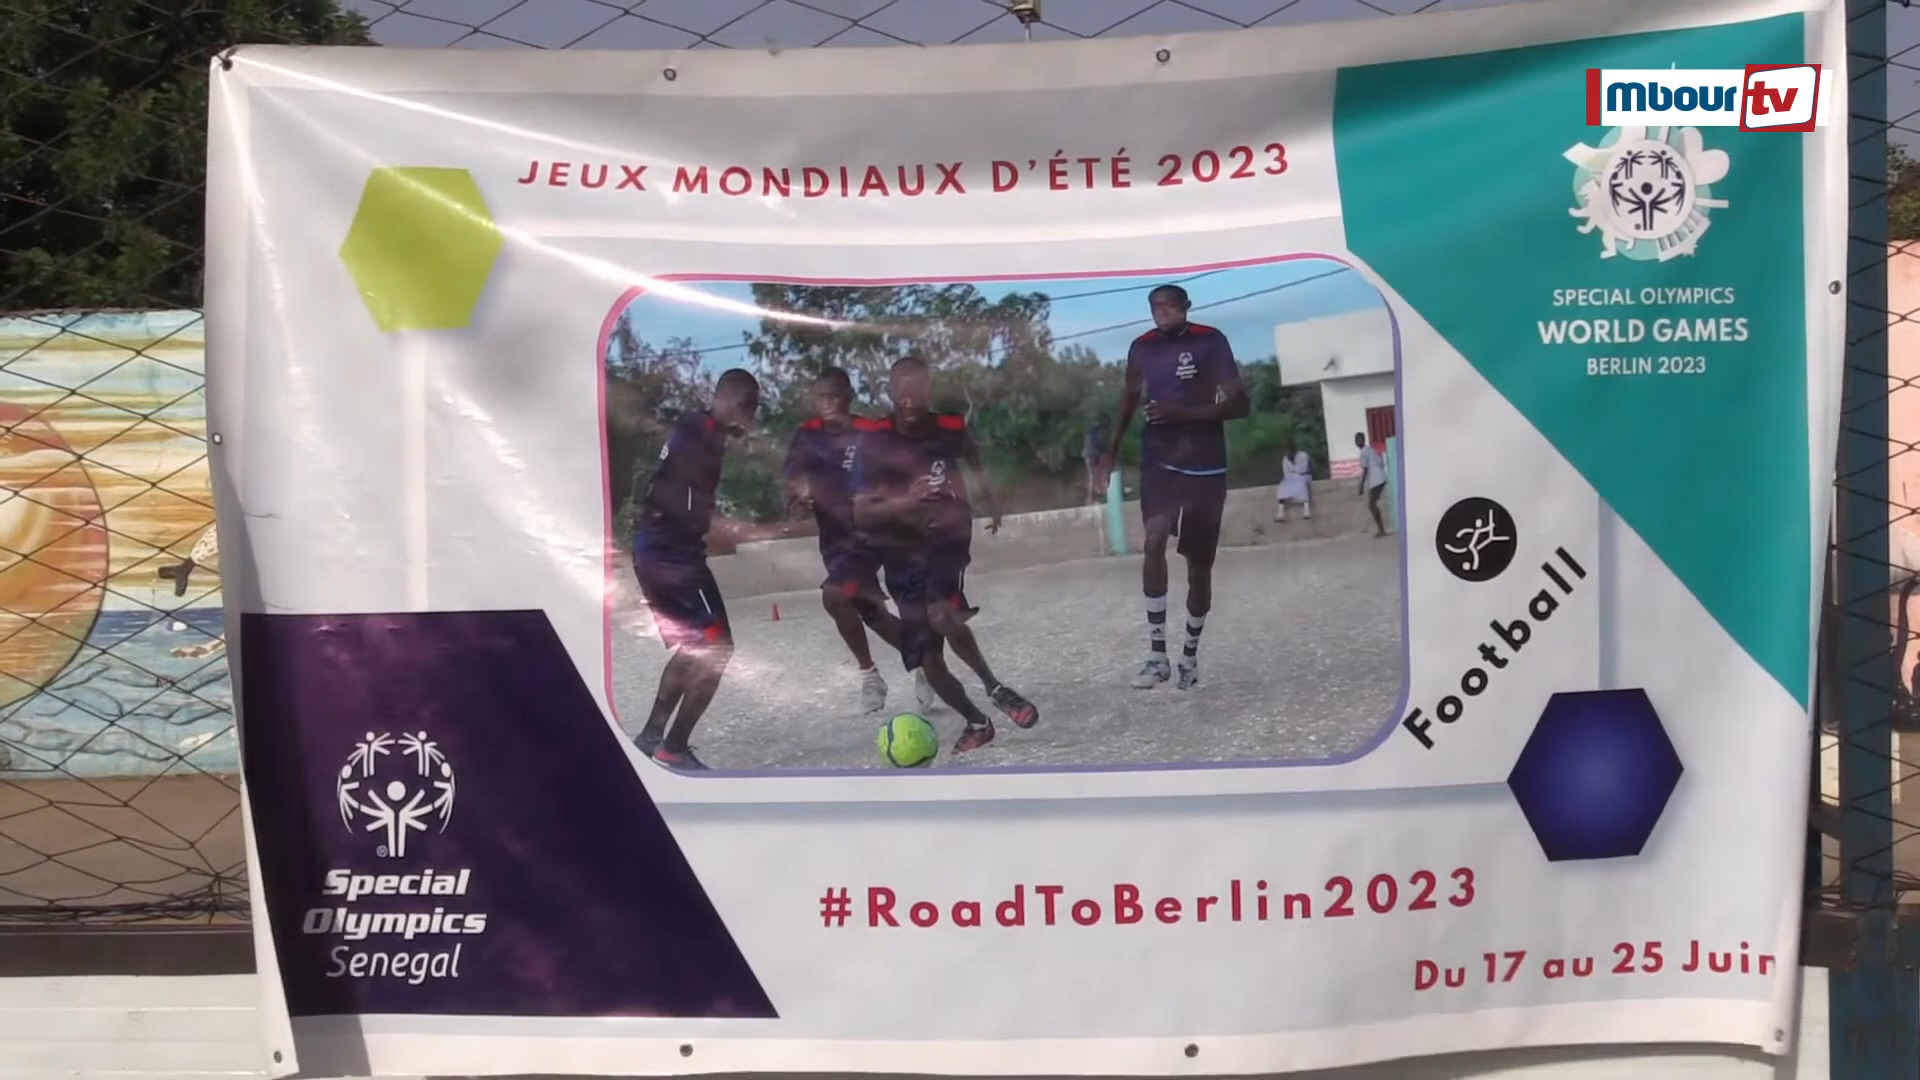 Mbour tv
JEUX MONDIAUX D'ÉTÉ 2023
SPECIAL OLYMPICS
WORLD GAMES
BERLIN 2023
Football
Special
Olympics
Senegal
#RoadToBerlin2023
Du 17 au 25 Juin